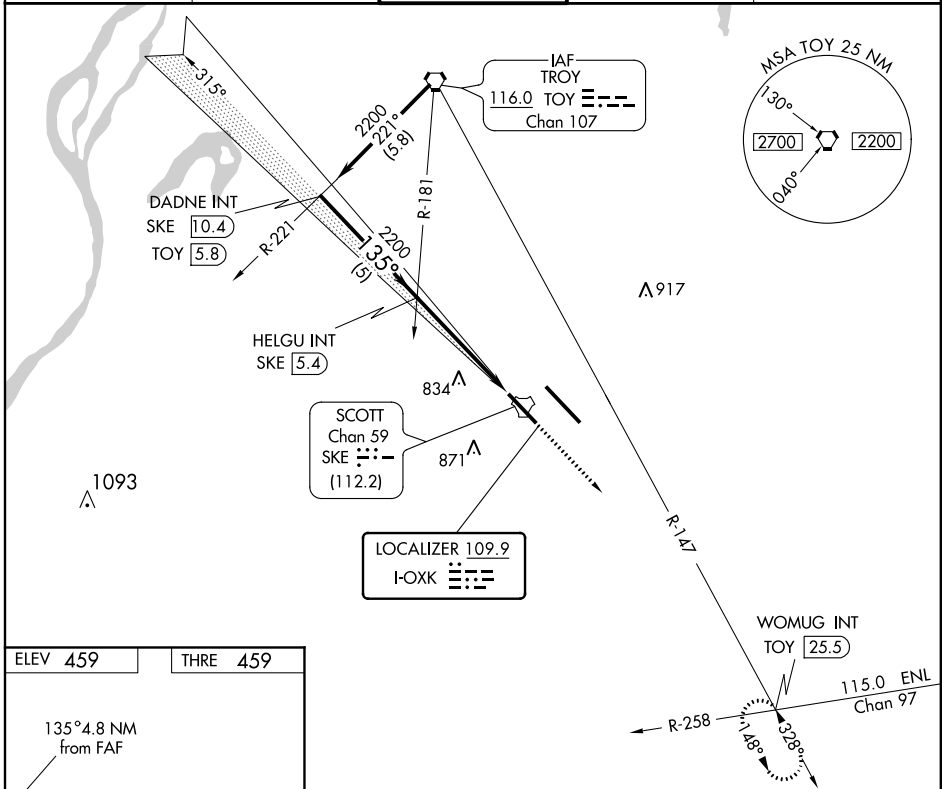 IAF
TROY
116.0 TOY
Chan 107
MSA TOY 25 NM
130°
2700
2200
040°
315°
2200
221°
(5.8)
R-181
DADNE INT
SKE 10.4
TOY 5.8
R-221
2200
135°
(5)
917
HELGU INT
SKE 5.4
834
SCOTT
Chan 59
SKE
(112.2)
871
1093
LOCALIZER 109.9
I-OXK
R-147
WOMUG INT
TOY 25.5
115.0 ENL
Chan 97
R-258
148°
328°
ELEV 459
THRE 459
135° 4.8 NM
from FAF